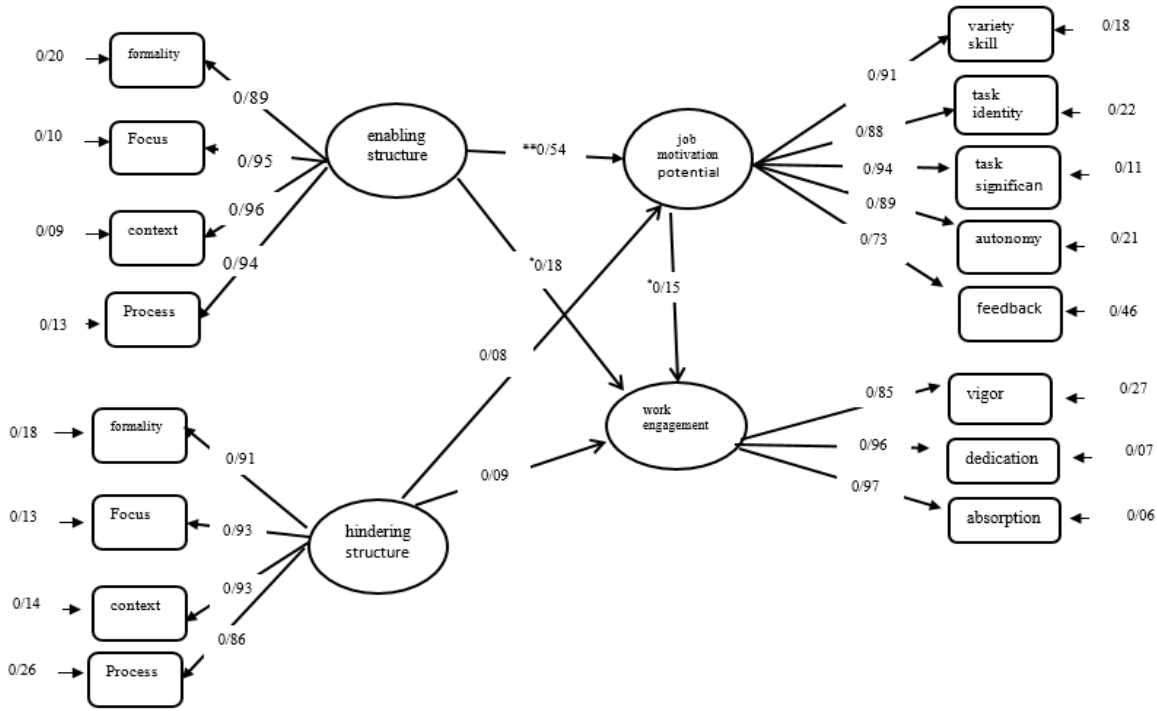 0/20
formality
0/89
0/10
Focus
0/95
0/09
context
0/96
0/13
Process
0/94
enabling
structure
**0/54
*0/18
job
motivation
potential
0/91
variety
skill
0/18
0/88
task
identity
0/22
0/94
task
significan
0/11
0/89
autonomy
0/21
0/73
feedback
0/46
*0/15
0/08
0/09
work
engagement
0/85
vigor
0/27
0/96
dedication
0/07
0/97
absorption
0/06
0/18
formality
0/91
0/13
Focus
0/93
0/14
context
0/93
0/26
Process
0/86
hindering
structure